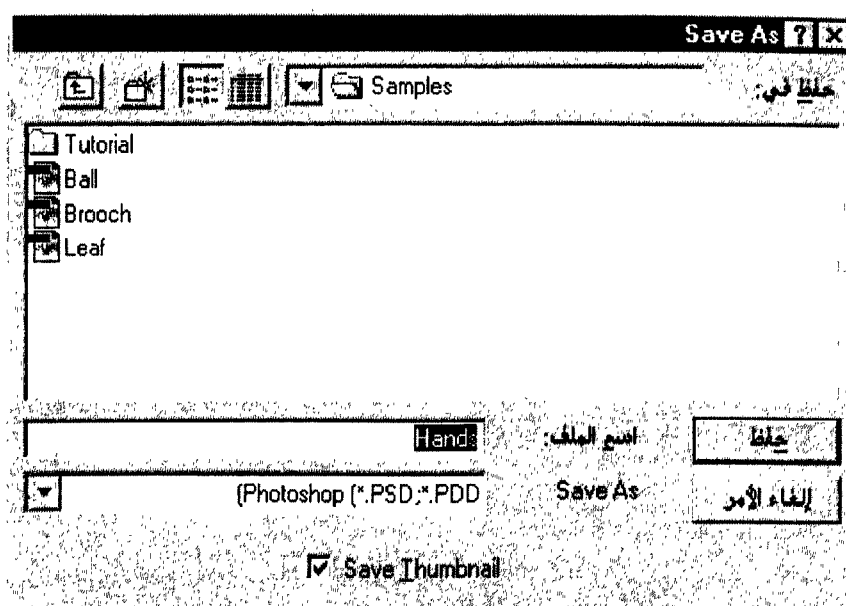 Save As
حفظ في: Samples
Tutorial
Ball
Brooch
Leaf
حفظ اسم الملف: Hands
إلغاء الأمر Save As (Photoshop (*.PSD;*.PDD
Save Thumbnail